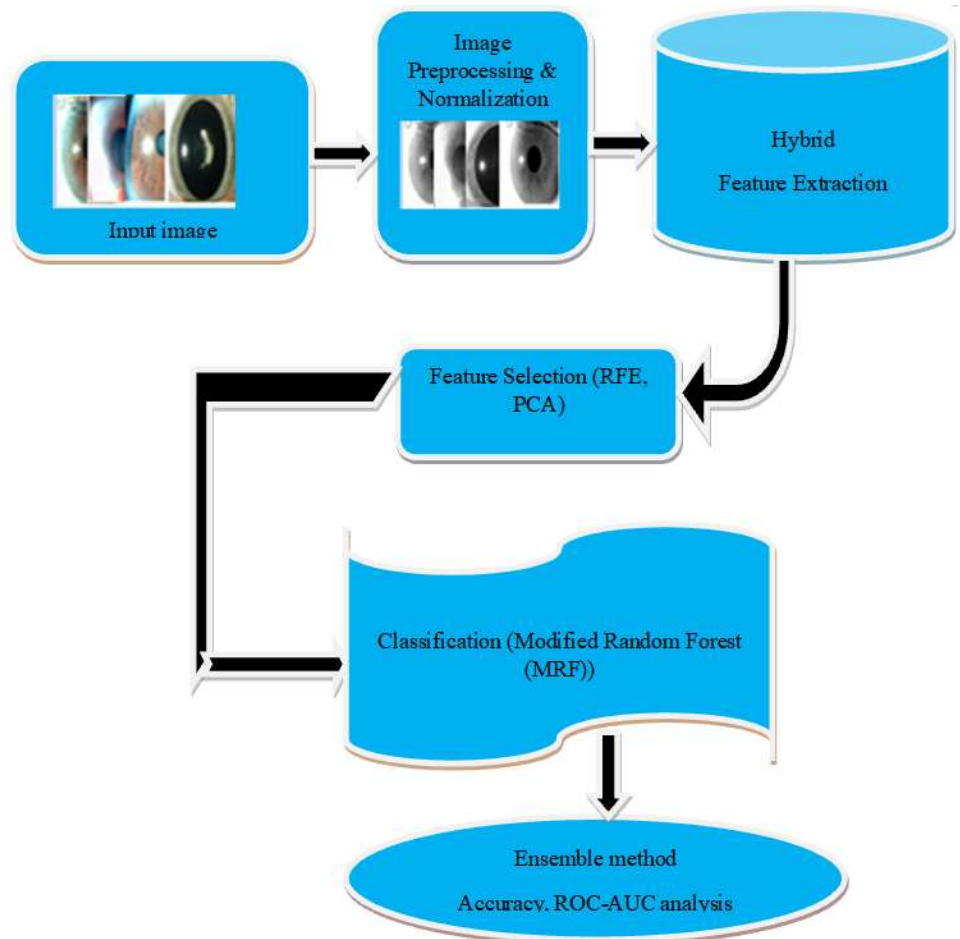 Input image
Image
Preprocessing &
Normalization
Hybrid
Feature Extraction
Feature Selection (RFE,
PCA)
Classification (Modified Random Forest
(MRF))
Ensemble method
Accuracy, ROC-AUC analysis